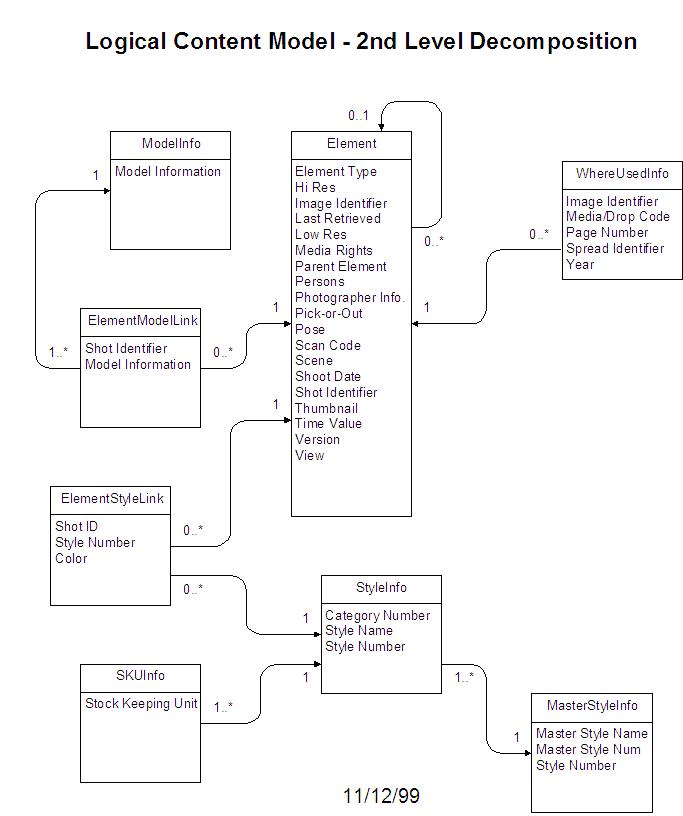 Logical Content Model - 2nd Level Decomposition
0..1
ModelInfo
Model Information
1
Element
Element Type
Hi Res
Image Identifier
Last Retrieved
Low Res
Media Rights
Parent Element
Persons
Photographer Info.
Pick-or-Out
Pose
Scan Code
Scene
Shoot Date
Shot Identifier
Thumbnail
Time Value
Version
View
0..*
WhereUsedInfo
Image Identifier
Media/Drop Code
Page Number
Spread Identifier
Year
0..*
1
ElementModelLink
Shot Identifier
Model Information
1..*
0..*
1
1
ElementStyleLink
Shot ID
Style Number
Color
0..*
0..*
StyleInfo
Category Number
Style Name
Style Number
1
1
SKUInfo
Stock Keeping Unit
1..*
1..*
MasterStyleInfo
Master Style Name
Master Style Num
Style Number
1
11/12/99